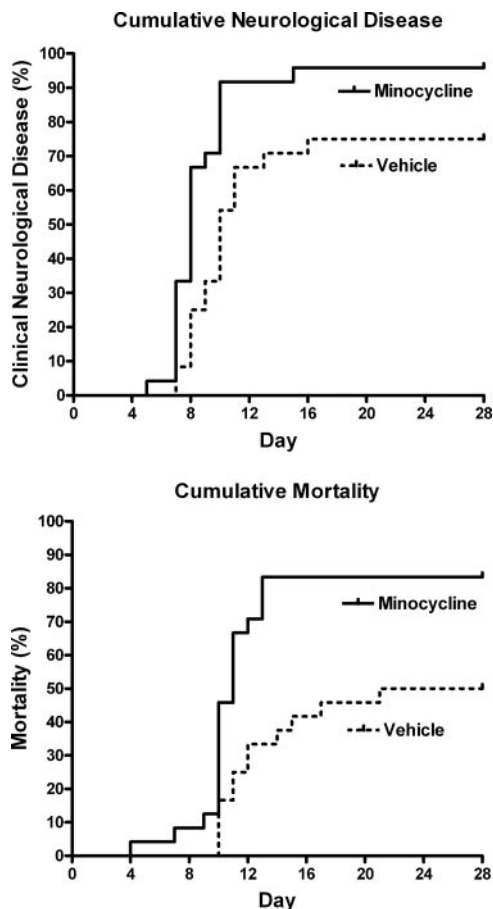 Cumulative Neurological Disease
Clinical Neurological Disease (%)
100
90
80
70
60
50
40
30
20
10
0
Minocycline
Vehicle
0 4 8 12 16 20 24 28
Day
Cumulative Mortality
Mortality (%)
100
90
80
70
60
50
40
30
20
10
0
Minocycline
Vehicle
0 4 8 12 16 20 24 28
Day